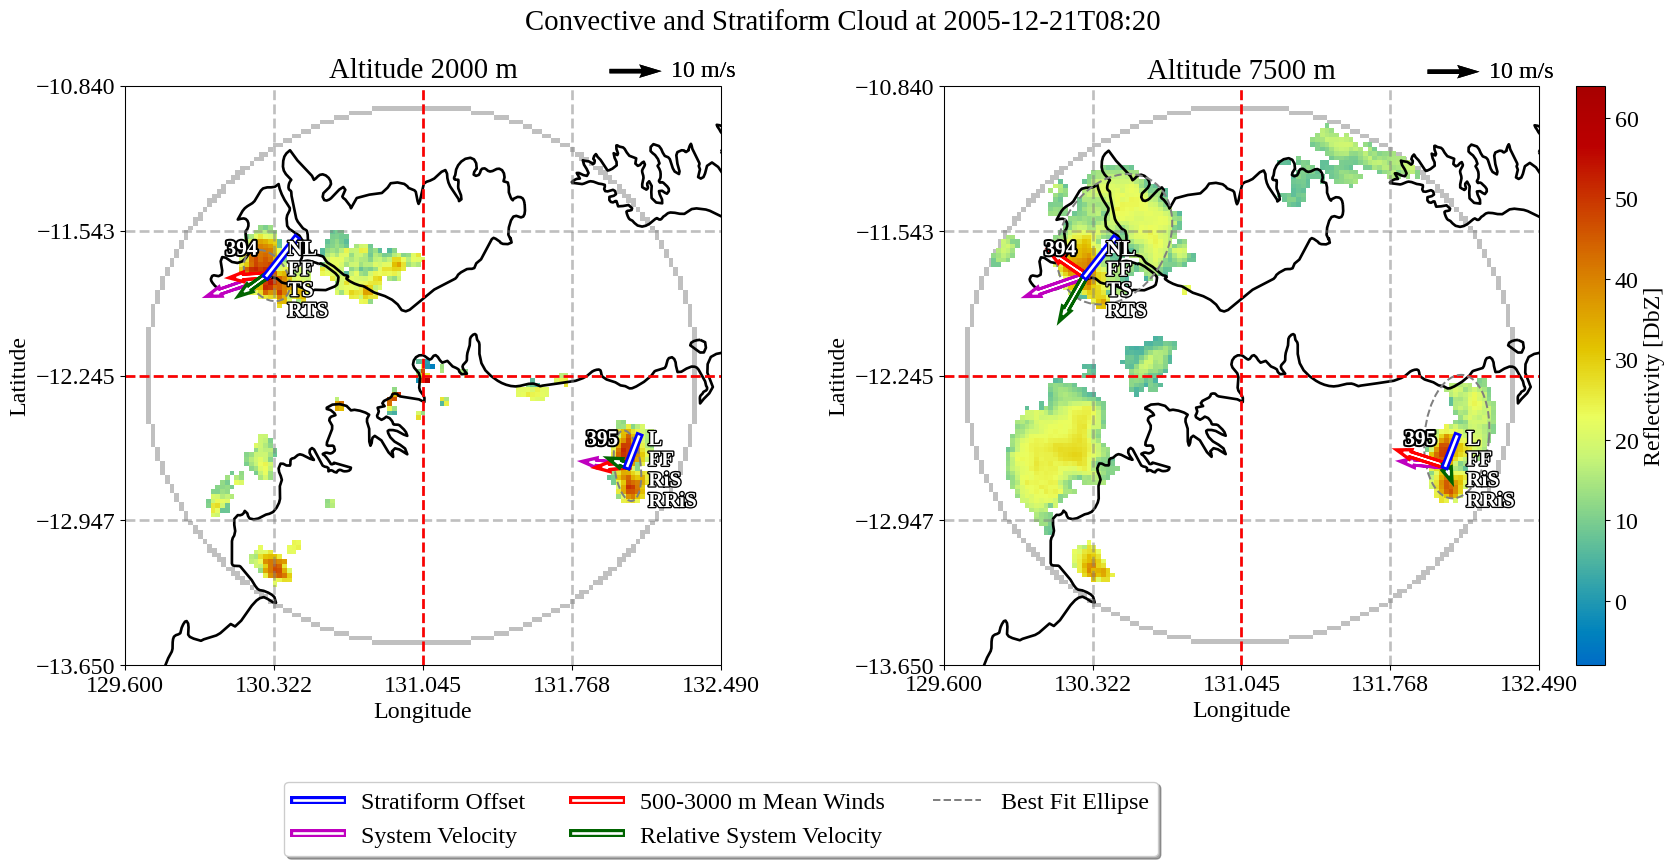 Convective and Stratiform Cloud at 2005-12-21T08:20
Altitude 2000 m
10 m/s
−10.840
−11.543
−12.245
−12.947
−13.650
Latitude
129.600
130.322
131.045
131.768
132.490
Longitude
394
NL
FF
TS
RTS
395
L
FF
RiS
RRiS
Altitude 7500 m
10 m/s
−10.840
−11.543
−12.245
−12.947
−13.650
Latitude
129.600
130.322
131.045
131.768
132.490
Longitude
394
NL
FF
TS
RTS
395
L
FF
RiS
RRiS
60
50
40
30
20
10
0
Reflectivity [DbZ]
Stratiform Offset
System Velocity
500-3000 m Mean Winds
Relative System Velocity
Best Fit Ellipse